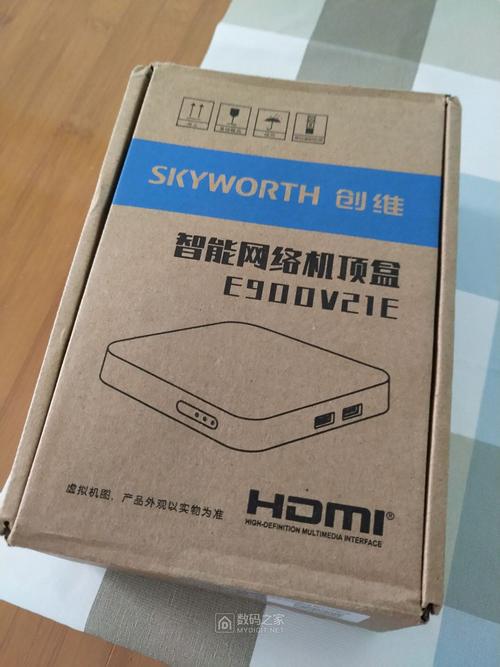 SKYWORTH 创维
智能网络机顶盒
E900V21E
虚拟机图，产品外观以实物为准
HDMI®
HIGH-DEFINITION MULTIMEDIA INTERFACE
数码之家
MYDIGIT.NET